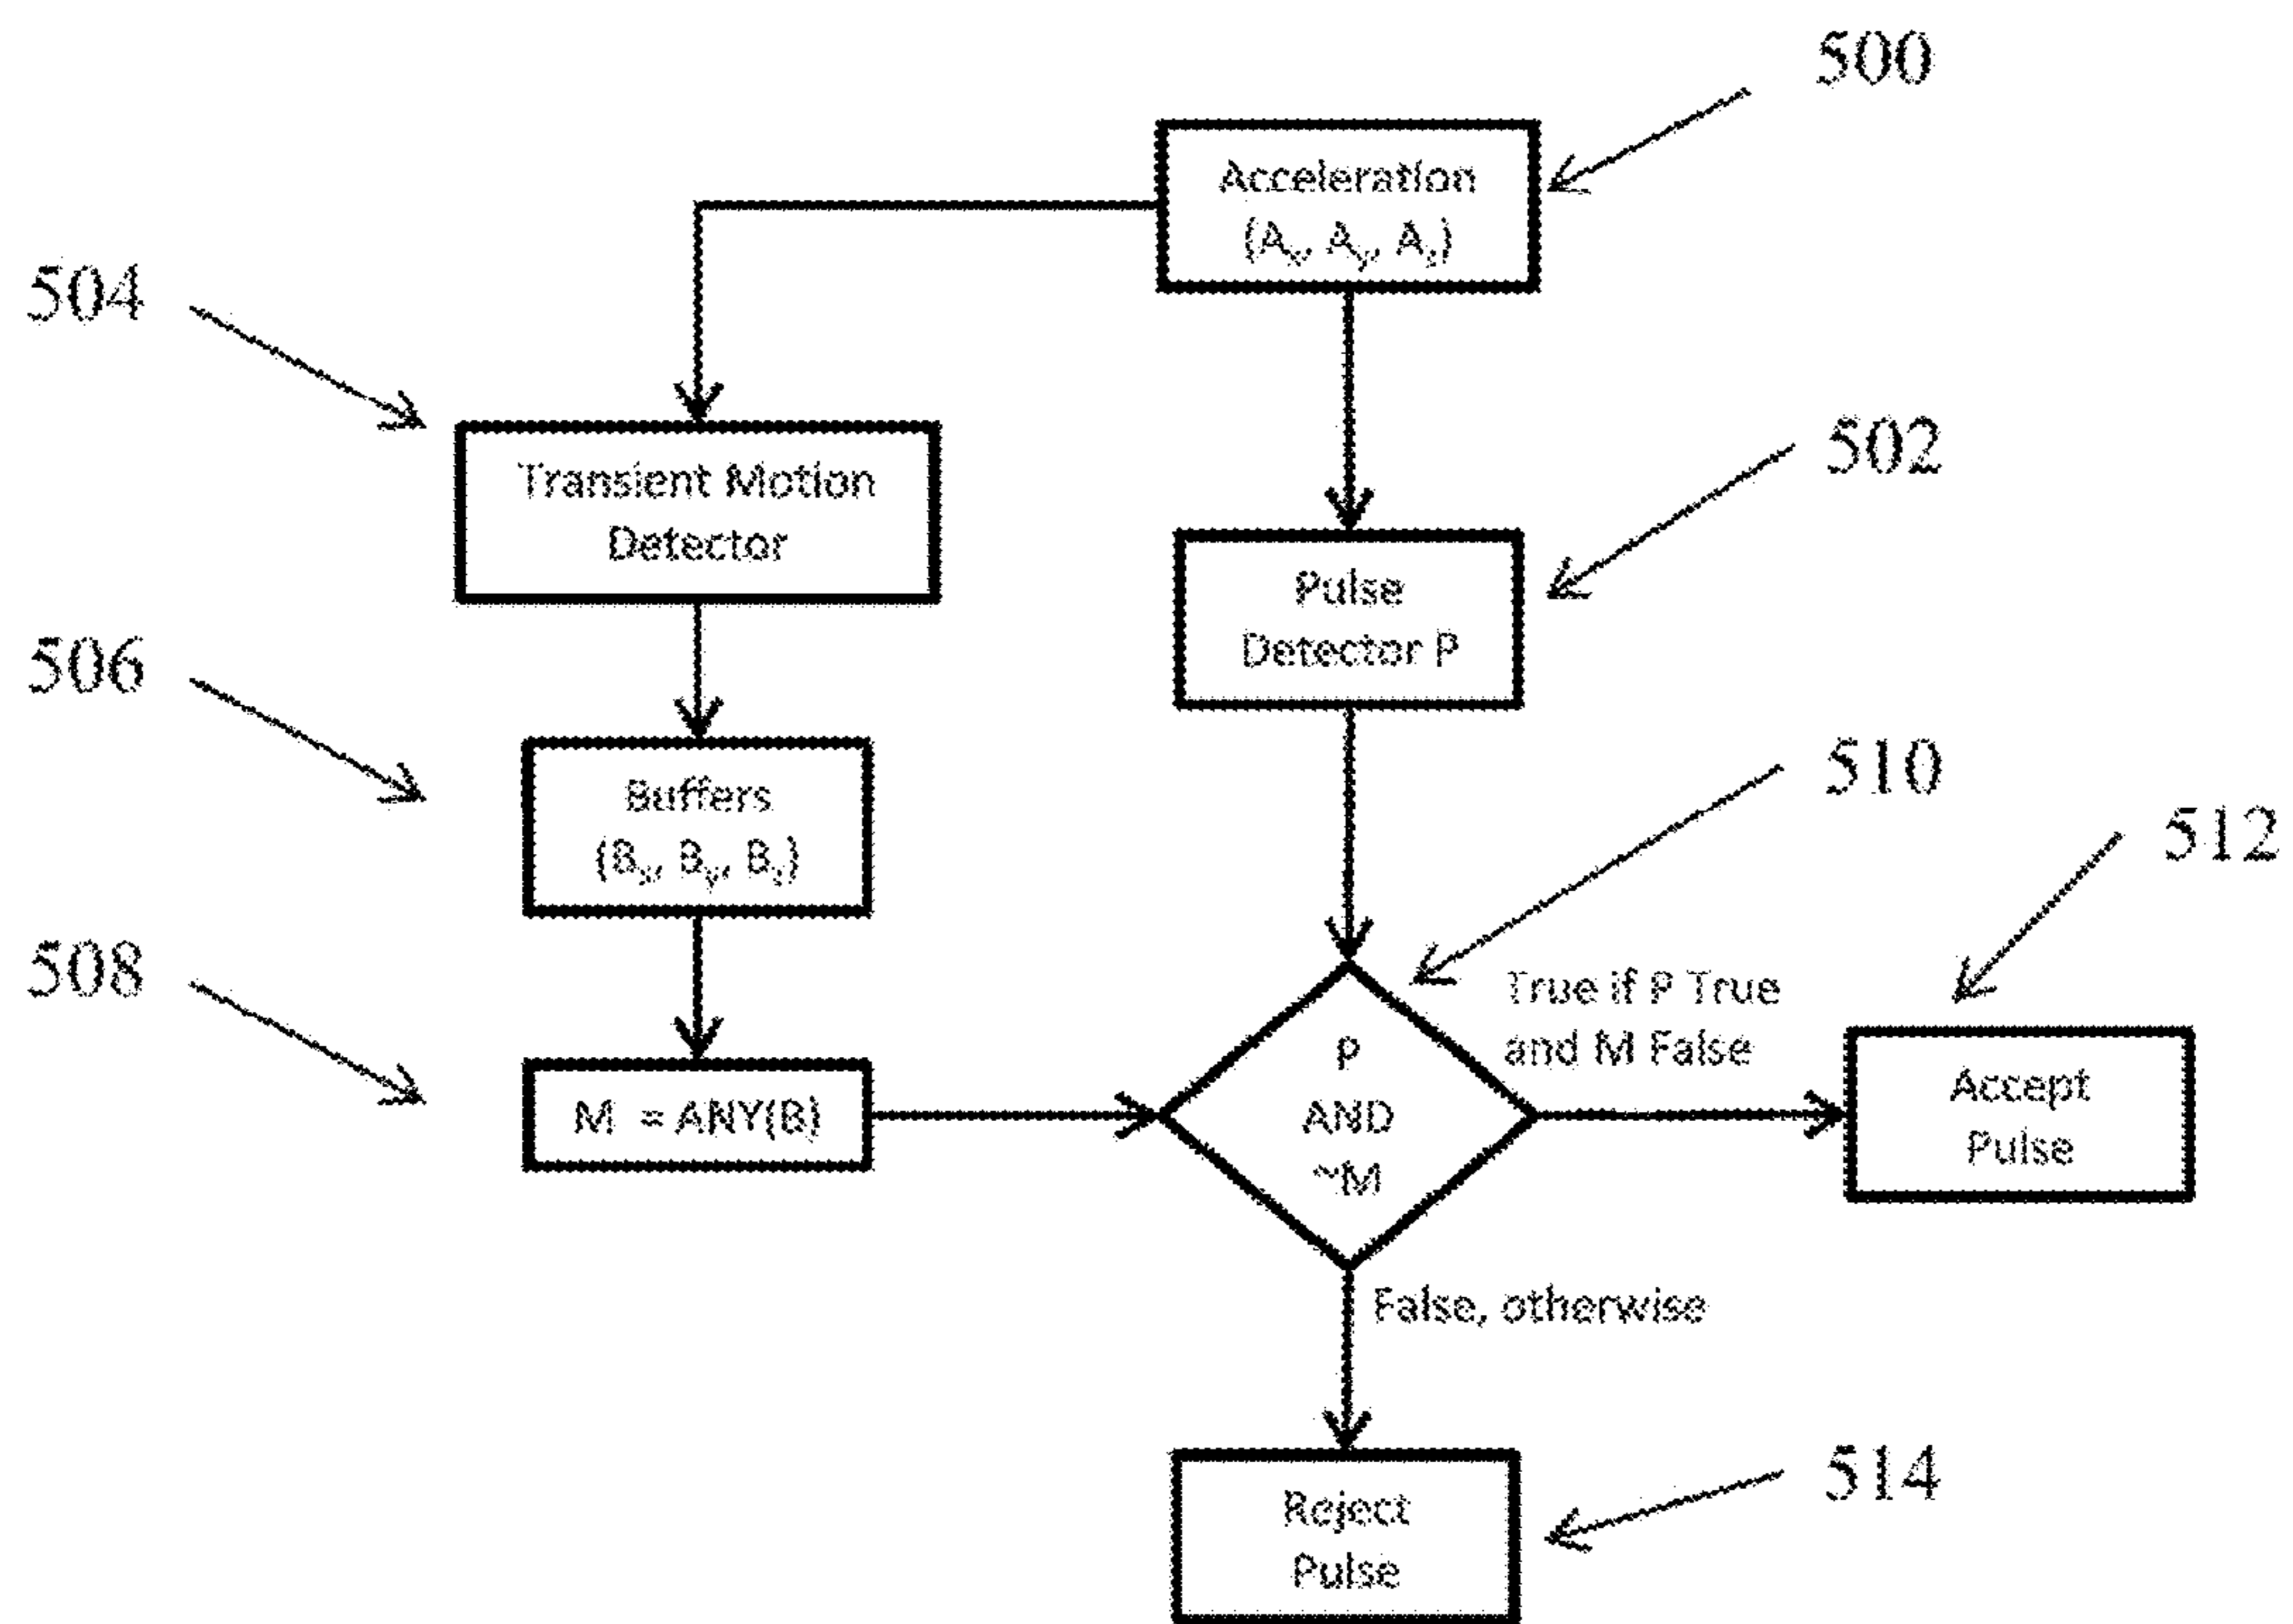 500
Acceleration
(Ax, Ay, Az)
504
Transient Motion
Detector
502
Pulse
Detector P
506
Buffers
(Bx, By, Bz)
510
512
508
M = ANY(B)
P
AND
~M
True if P True
and M False
Accept
Pulse
False, otherwise
514
Reject
Pulse